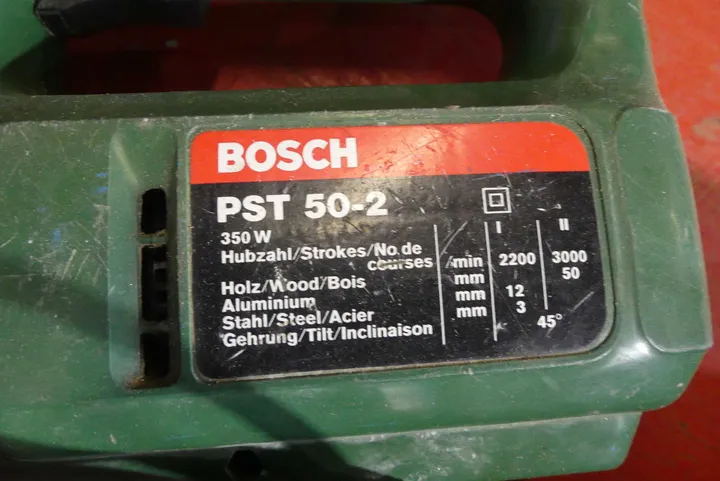 BOSCH
PST 50-2
350 W I II
Hubzahl/Strokes/No.de
courses /min 2200 3000
Holz/Wood/Bois mm 50
Aluminium mm 12
Stahl/Steel/Acier mm 3
Gehrung/Tilt/Inclinaison 45°